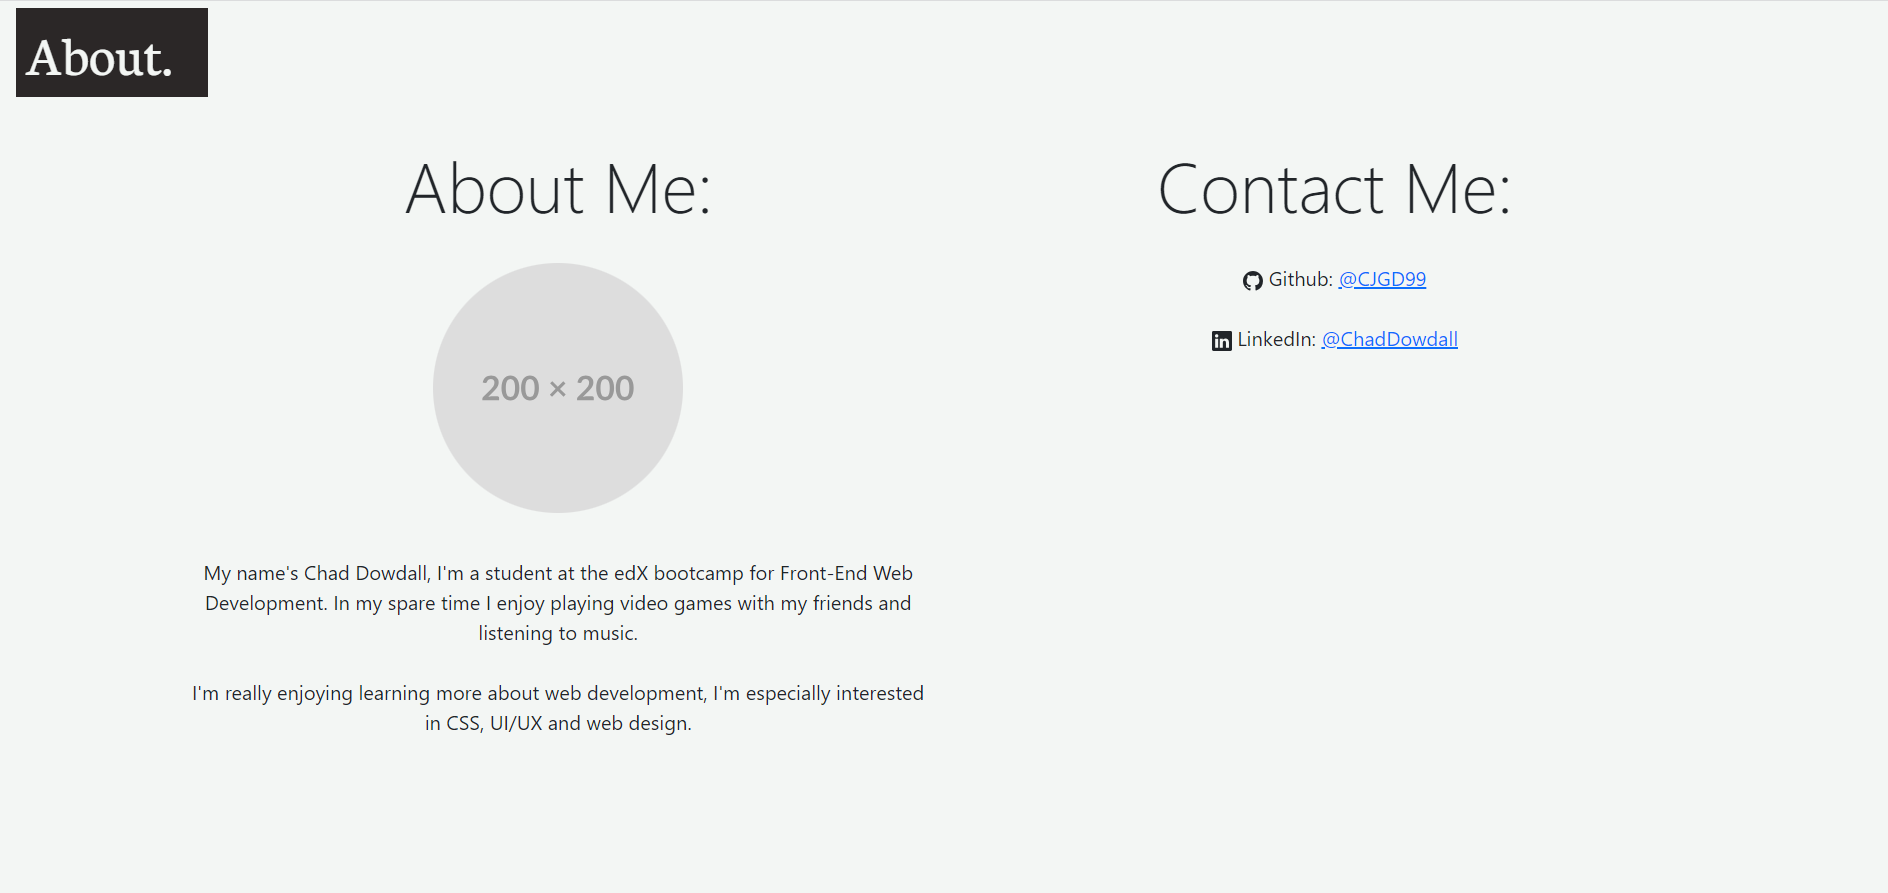 About.
About Me:
200 × 200
My name's Chad Dowdall, I'm a student at the edX bootcamp for Front-End Web
Development. In my spare time I enjoy playing video games with my friends and
listening to music.
I'm really enjoying learning more about web development, I'm especially interested
in CSS, UI/UX and web design.
Contact Me:
Github: @CJGD99
in LinkedIn: @ChadDowdall